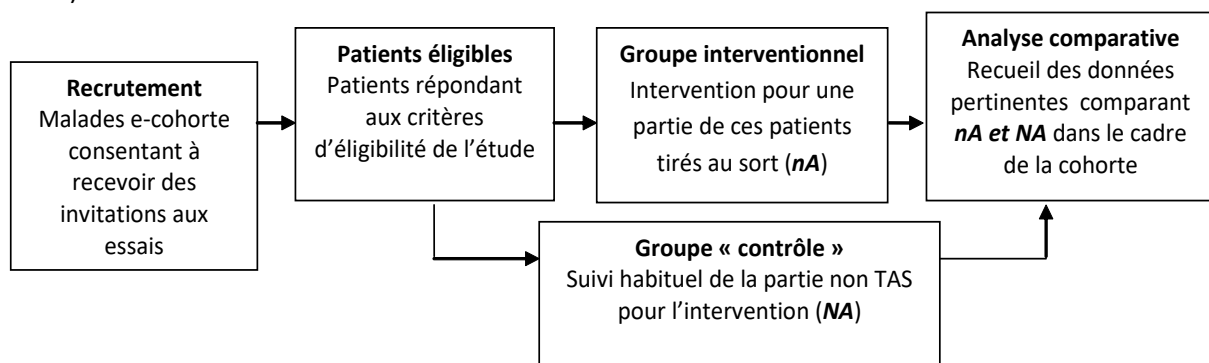 Recrutement
Malades e-cohorte
consentant à
recevoir des
invitations aux
essais
Patients éligibles
Patients répondant
aux critères
d’éligibilité de l’étude
Groupe interventionnel
Intervention pour une
partie de ces patients
tirés au sort (nA)
Analyse comparative
Recueil des données
pertinentes comparant
nA et NA dans le cadre
de la cohorte
Groupe « contrôle »
Suivi habituel de la partie non TAS
pour l’intervention (NA)